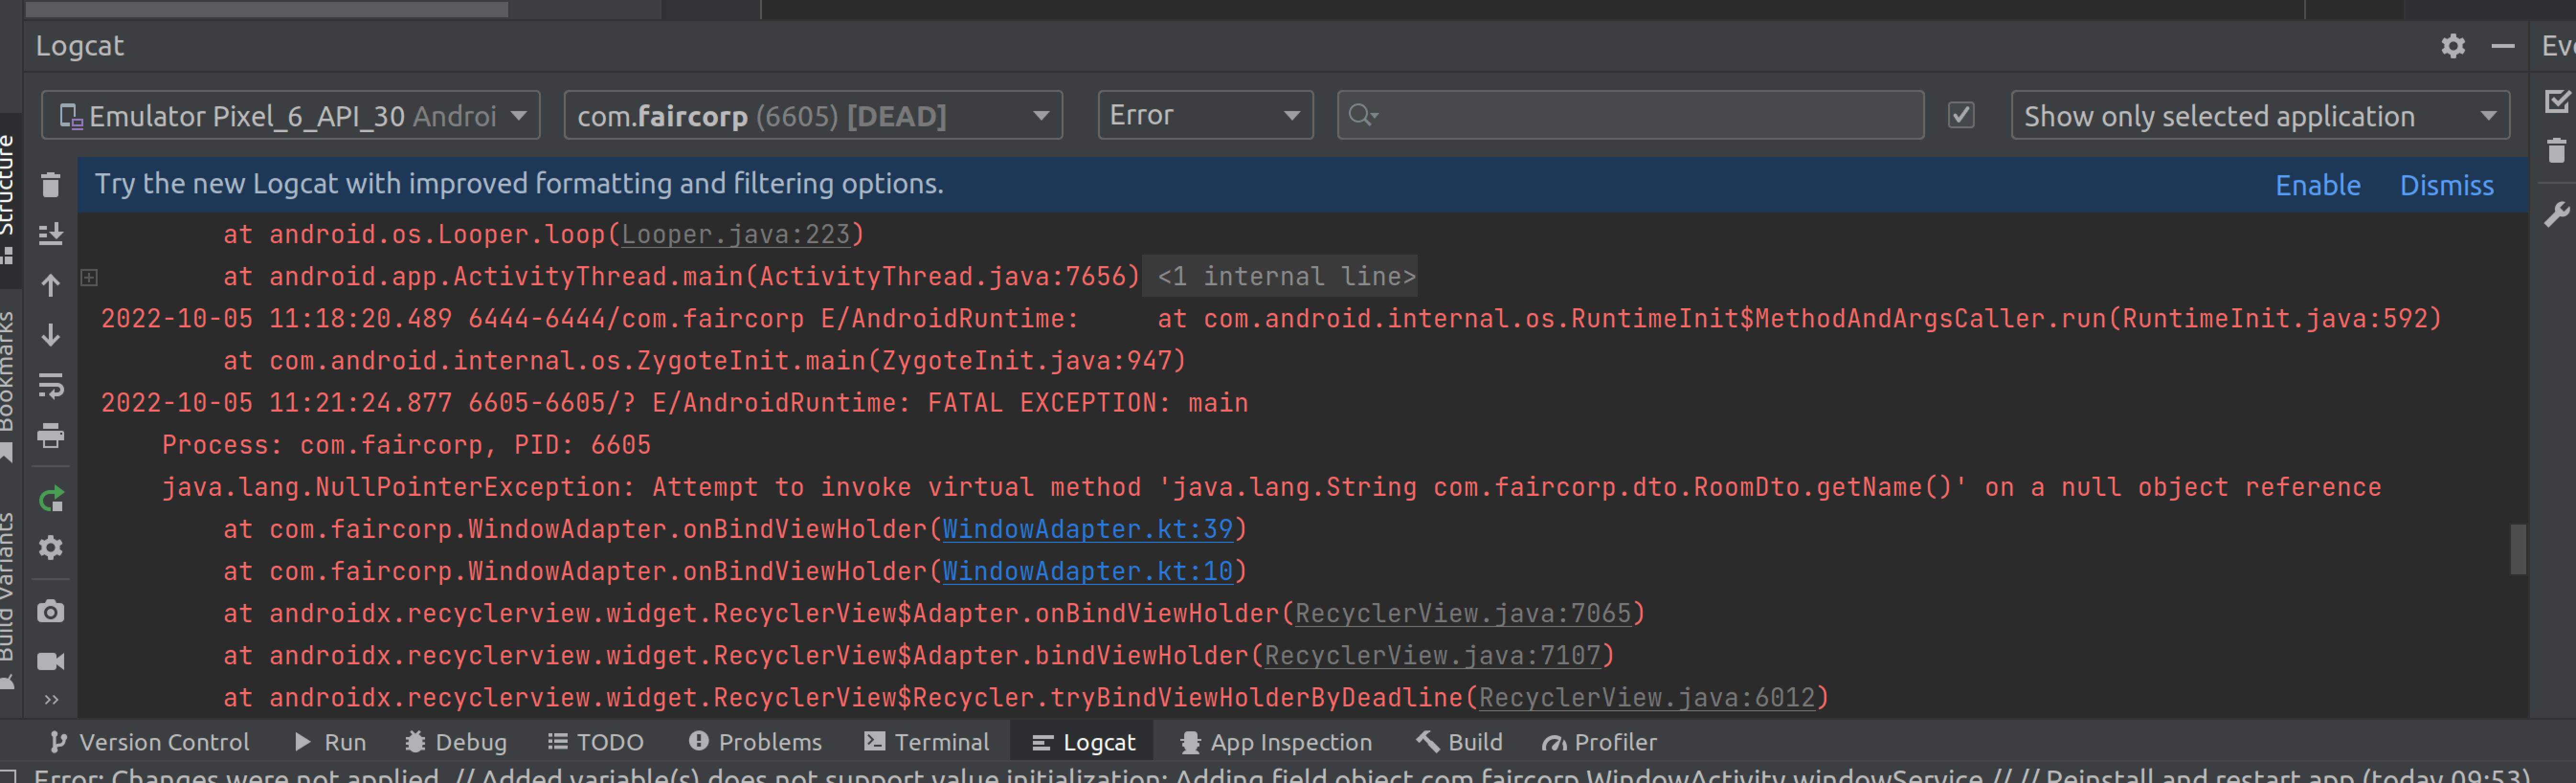 Logcat
Eve
Emulator Pixel_6_API_30 Androi com.faircorp (6605) [DEAD] Error Show only selected application
Structure
Try the new Logcat with improved formatting and filtering options. Enable Dismiss
at android.os.Looper.loop(Looper.java:223)
at android.app.ActivityThread.main(ActivityThread.java:7656) <1 internal line>
2022-10-05 11:18:20.489 6444-6444/com.faircorp E/AndroidRuntime: at com.android.internal.os.RuntimeInit$MethodAndArgsCaller.run(RuntimeInit.java:592)
at com.android.internal.os.ZygoteInit.main(ZygoteInit.java:947)
2022-10-05 11:21:24.877 6605-6605/? E/AndroidRuntime: FATAL EXCEPTION: main
Process: com.faircorp, PID: 6605
java.lang.NullPointerException: Attempt to invoke virtual method 'java.lang.String com.faircorp.dto.RoomDto.getName()' on a null object reference
at com.faircorp.WindowAdapter.onBindViewHolder(WindowAdapter.kt:39)
at com.faircorp.WindowAdapter.onBindViewHolder(WindowAdapter.kt:10)
at androidx.recyclerview.widget.RecyclerView$Adapter.onBindViewHolder(RecyclerView.java:7065)
at androidx.recyclerview.widget.RecyclerView$Adapter.bindViewHolder(RecyclerView.java:7107)
at androidx.recyclerview.widget.RecyclerView$Recycler.tryBindViewHolderByDeadline(RecyclerView.java:6012)
Bookmarks
Build Variants
Version Control Run Debug TODO Problems Terminal Logcat App Inspection Build Profiler
Error: Changes were not applied. // Added variable(s) does not support value initialization: Adding field object com.faircorp.WindowActivity.windowService // // Reinstall and restart app (today 09:53)